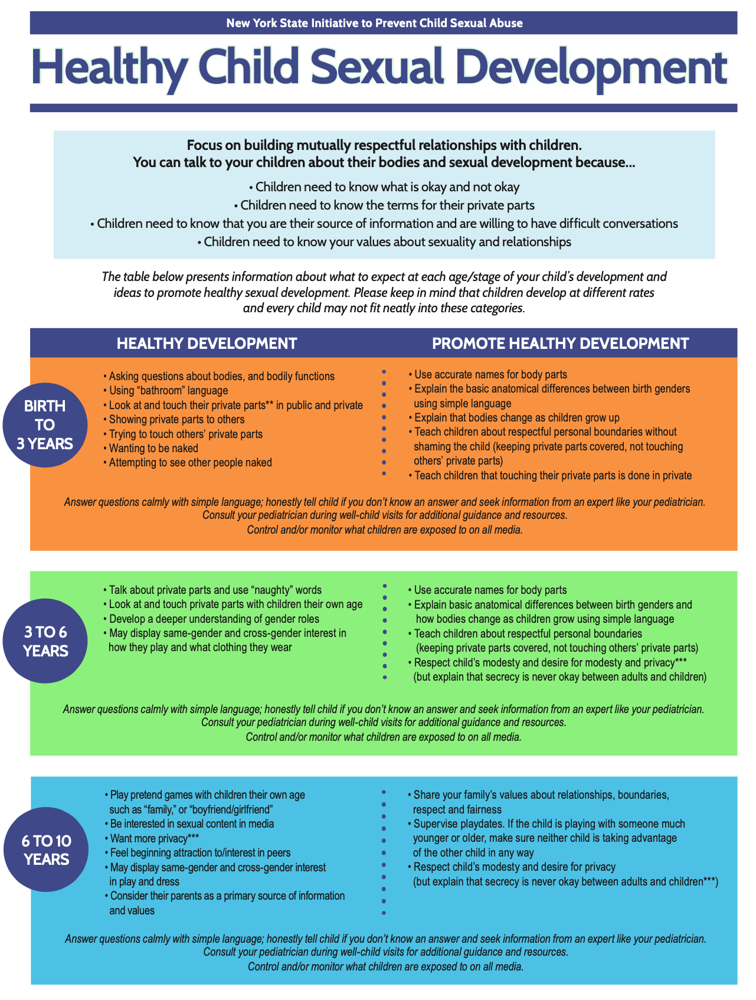 New York State Initiative to Prevent Child Sexual Abuse
Healthy Child Sexual Development
Focus on building mutually respectful relationships with children.
You can talk to your children about their bodies and sexual development because...
• Children need to know what is okay and not okay
• Children need to know the terms for their private parts
• Children need to know that you are their source of information and are willing to have difficult conversations
• Children need to know your values about sexuality and relationships
The table below presents information about what to expect at each age/stage of your child's development and
ideas to promote healthy sexual development. Please keep in mind that children develop at different rates
and every child may not fit neatly into these categories.
HEALTHY DEVELOPMENT
PROMOTE HEALTHY DEVELOPMENT
BIRTH
TO
3 YEARS
• Asking questions about bodies, and bodily functions
• Using “bathroom” language
• Look at and touch their private parts** in public and private
• Showing private parts to others
• Trying to touch others’ private parts
• Wanting to be naked
• Attempting to see other people naked
• Use accurate names for body parts
• Explain the basic anatomical differences between birth genders
using simple language
• Explain that bodies change as children grow up
• Teach children about respectful personal boundaries without
shaming the child (keeping private parts covered, not touching
others’ private parts)
• Teach children that touching their private parts is done in private
Answer questions calmly with simple language; honestly tell child if you don’t know an answer and seek information from an expert like your pediatrician.
Consult your pediatrician during well-child visits for additional guidance and resources.
Control and/or monitor what children are exposed to on all media.
3 TO 6
YEARS
• Talk about private parts and use “naughty” words
• Look at and touch private parts with children their own age
• Develop a deeper understanding of gender roles
• May display same-gender and cross-gender interest in
how they play and what clothing they wear
• Use accurate names for body parts
• Explain basic anatomical differences between birth genders and
how bodies change as children grow using simple language
• Teach children about respectful personal boundaries
(keeping private parts covered, not touching others’ private parts)
• Respect child’s modesty and desire for modesty and privacy***
(but explain that secrecy is never okay between adults and children)
Answer questions calmly with simple language; honestly tell child if you don’t know an answer and seek information from an expert like your pediatrician.
Consult your pediatrician during well-child visits for additional guidance and resources.
Control and/or monitor what children are exposed to on all media.
6 TO 10
YEARS
• Play pretend games with children their own age
such as “family,” or “boyfriend/girlfriend”
• Be interested in sexual content in media
• Want more privacy***
• Feel beginning attraction to/interest in peers
• May display same-gender and cross-gender interest
in play and dress
• Consider their parents as a primary source of information
and values
• Share your family’s values about relationships, boundaries,
respect and fairness
• Supervise playdates. If the child is playing with someone much
younger or older, make sure neither child is taking advantage
of the other child in any way
• Respect child’s modesty and desire for privacy
(but explain that secrecy is never okay between adults and children***)
Answer questions calmly with simple language; honestly tell child if you don’t know an answer and seek information from an expert like your pediatrician.
Consult your pediatrician during well-child visits for additional guidance and resources.
Control and/or monitor what children are exposed to on all media.